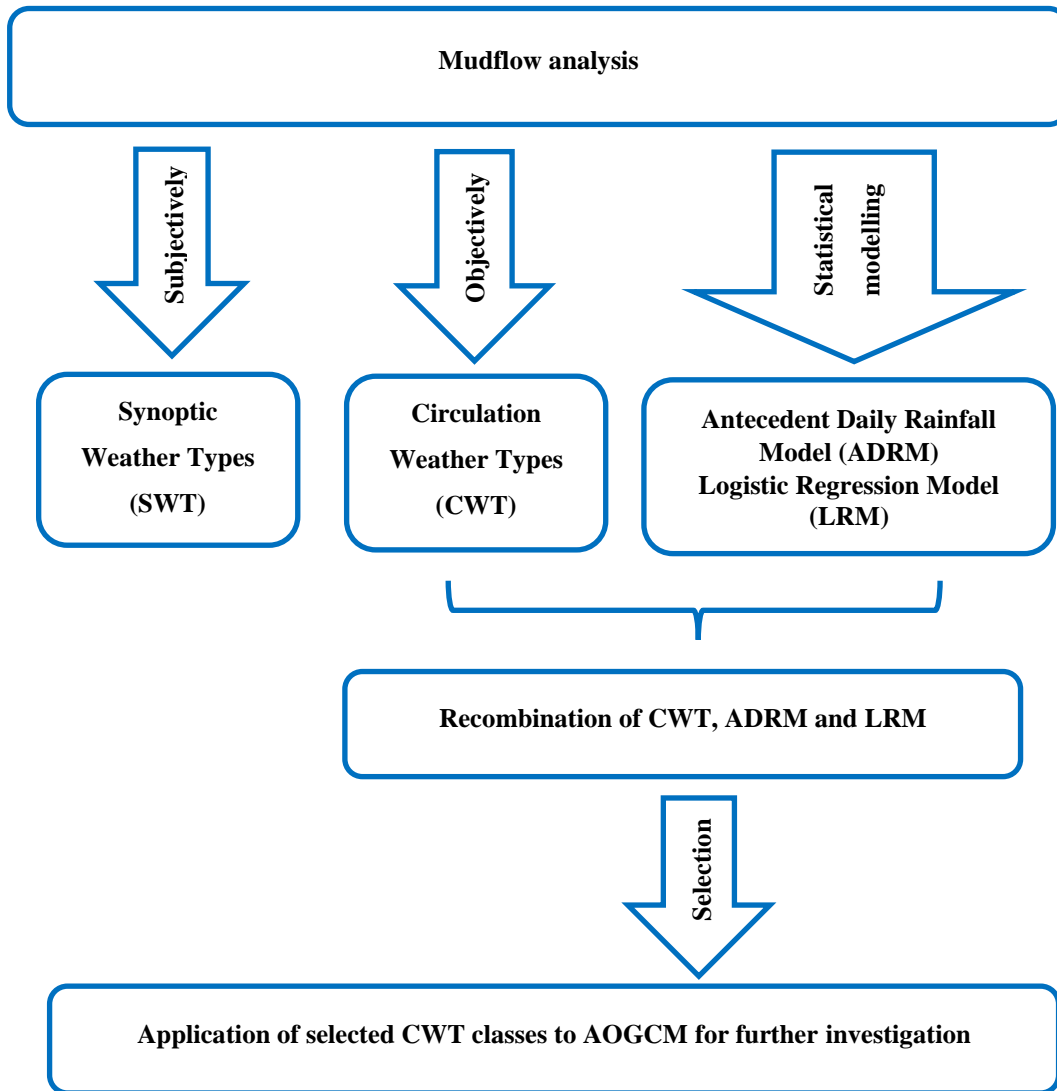 Mudflow analysis
Subjectively
Objectively
Statistical
modelling
Synoptic
Weather Types
(SWT)
Circulation
Weather Types
(CWT)
Antecedent Daily Rainfall
Model (ADRM)
Logistic Regression Model
(LRM)
Recombination of CWT, ADRM and LRM
Selection
Application of selected CWT classes to AOGCM for further investigation